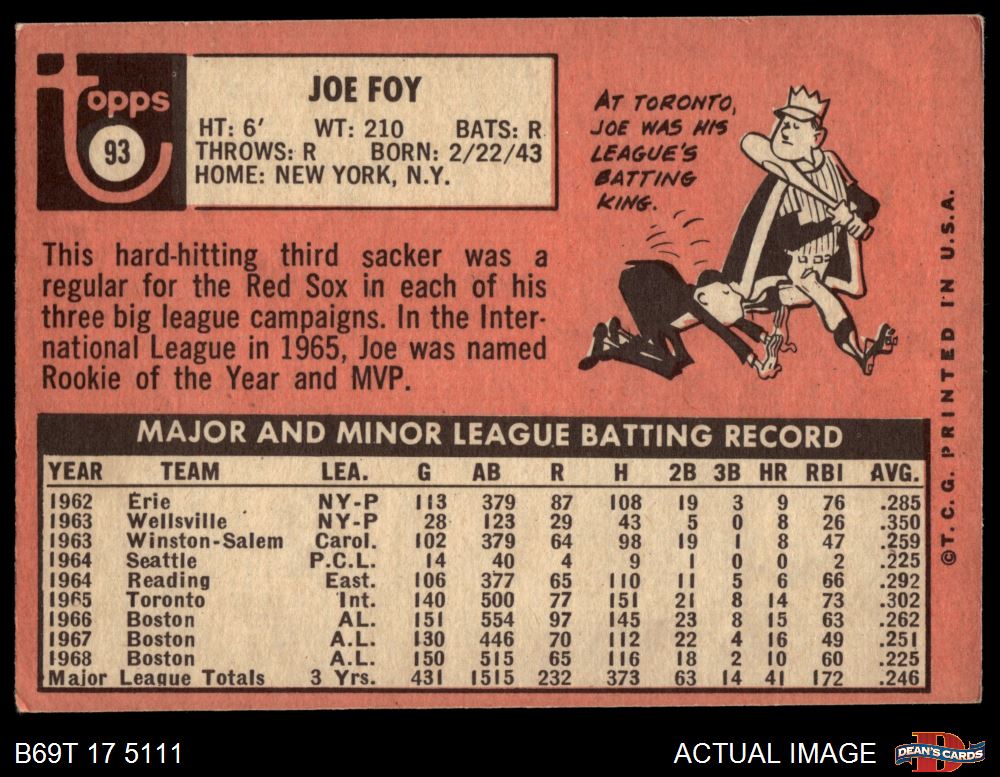 Topps
93
JOE FOY
HT: 6' WT: 210 BATS: R
THROWS: R BORN: 2/22/43
HOME: NEW YORK, N.Y.
AT TORONTO,
JOE WAS HIS
LEAGUE'S
BATTING
KING.
This hard-hitting third sacker was a
regular for the Red Sox in each of his
three big league campaigns. In the Inter-
national League in 1965, Joe was named
Rookie of the Year and MVP.
MAJOR AND MINOR LEAGUE BATTING RECORD
YEAR TEAM LEA. G AB R H 2B 3B HR RBI AVG.
1962 Erie NY-P 113 379 87 108 19 3 9 76 .285
1963 Wellsville NY-P 28 123 29 43 5 0 8 26 .350
1963 Winston-Salem Carol. 102 379 64 98 19 1 8 47 .259
1964 Seattle P.C.L. 14 40 4 9 1 0 0 2 .225
1964 Reading East. 106 377 65 110 11 5 6 66 .292
1965 Toronto Int. 140 500 77 151 21 8 14 73 .302
1966 Boston AL. 151 554 97 145 23 8 15 63 .262
1967 Boston A.L. 130 446 70 112 22 4 16 49 .251
1968 Boston A.L. 150 515 65 116 18 2 10 60 .225
Major League Totals 3 Yrs. 431 1515 232 373 63 14 41 172 .246
©T.C.G. PRINTED IN U.S.A.
B69T 17 5111
ACTUAL IMAGE
D
DEAN'S CARDS